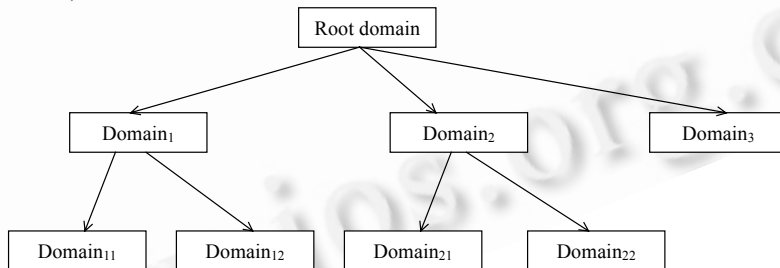 Root domain
Domain₁
Domain₂
Domain₃
Domain₁₁
Domain₁₂
Domain₂₁
Domain₂₂